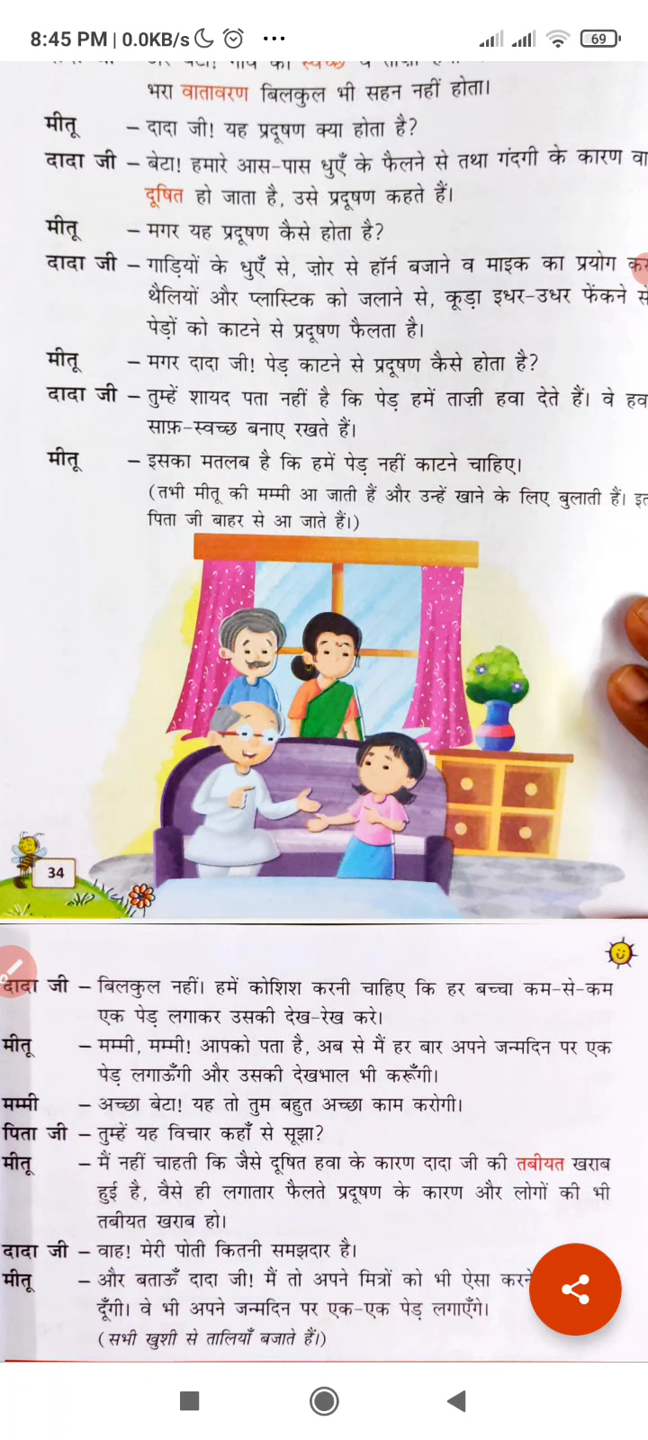 8:45 PM | 0.0KB/s
69
स्वच्छ
भरा वातावरण बिलकुल भी सहन नहीं होता।
मीतू – दादा जी! यह प्रदूषण क्या होता है?
दादा जी – बेटा! हमारे आस-पास धुएँ के फैलने से तथा गंदगी के कारण वा
दूषित हो जाता है, उसे प्रदूषण कहते हैं।
मीतू – मगर यह प्रदूषण कैसे होता है?
दादा जी – गाड़ियों के धुएँ से, ज़ोर से हॉर्न बजाने व माइक का प्रयोग कर
थैलियों और प्लास्टिक को जलाने से, कूड़ा इधर-उधर फेंकने से
पेड़ों को काटने से प्रदूषण फैलता है।
मीतू – मगर दादा जी! पेड़ काटने से प्रदूषण कैसे होता है?
दादा जी – तुम्हें शायद पता नहीं है कि पेड़ हमें ताज़ी हवा देते हैं। वे हव
साफ़-स्वच्छ बनाए रखते हैं।
मीतू – इसका मतलब है कि हमें पेड़ नहीं काटने चाहिए।
(तभी मीतू की मम्मी आ जाती हैं और उन्हें खाने के लिए बुलाती हैं। इत
पिता जी बाहर से आ जाते हैं।)
34
दादा जी – बिलकुल नहीं। हमें कोशिश करनी चाहिए कि हर बच्चा कम-से-कम
एक पेड़ लगाकर उसकी देख-रेख करे।
मीतू – मम्मी, मम्मी! आपको पता है, अब से मैं हर बार अपने जन्मदिन पर एक
पेड़ लगाऊँगी और उसकी देखभाल भी करूँगी।
मम्मी – अच्छा बेटा! यह तो तुम बहुत अच्छा काम करोगी।
पिता जी – तुम्हें यह विचार कहाँ से सूझा?
मीतू – मैं नहीं चाहती कि जैसे दूषित हवा के कारण दादा जी की तबीयत खराब
हुई है, वैसे ही लगातार फैलते प्रदूषण के कारण और लोगों की भी
तबीयत खराब हो।
दादा जी – वाह! मेरी पोती कितनी समझदार है।
मीतू – और बताऊँ दादा जी! मैं तो अपने मित्रों को भी ऐसा करने
दूँगी। वे भी अपने जन्मदिन पर एक-एक पेड़ लगाएँगे।
(सभी खुशी से तालियाँ बजाते हैं।)